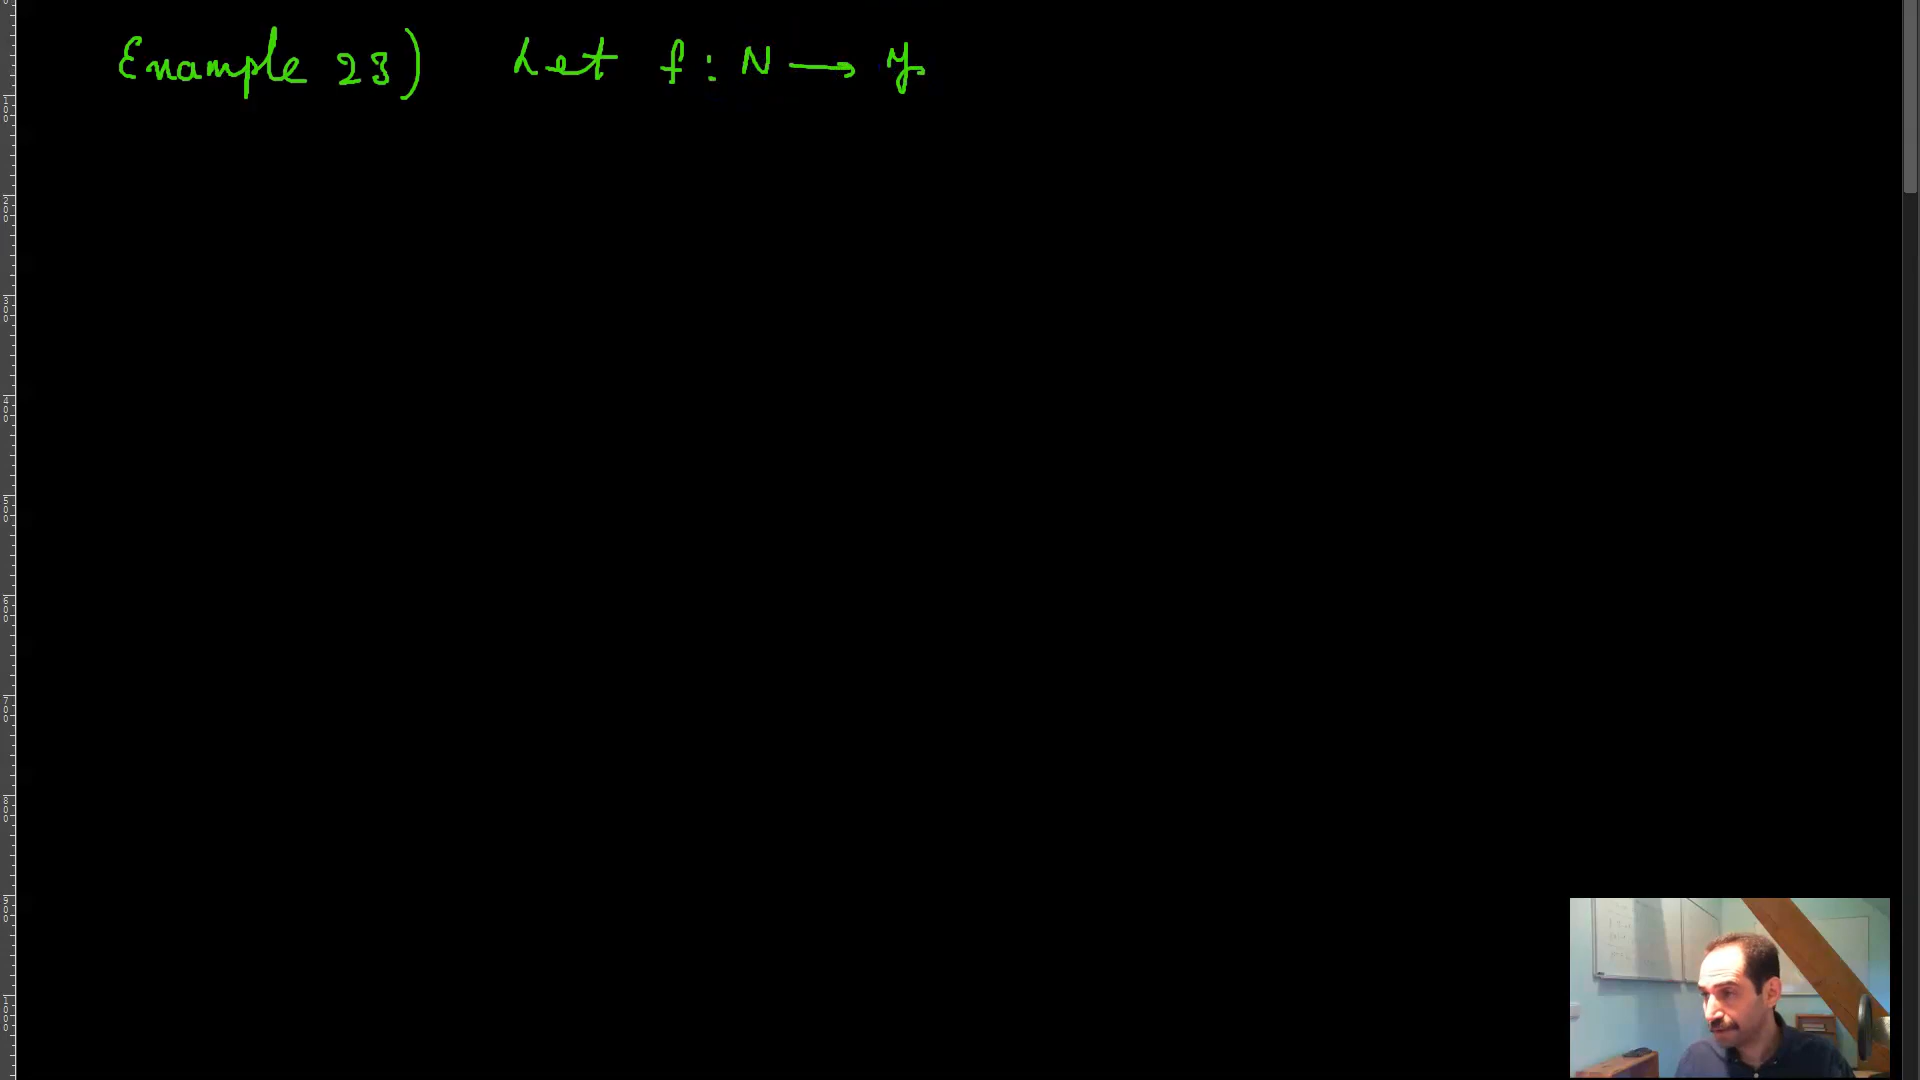 Example 23) Let f : N → Y